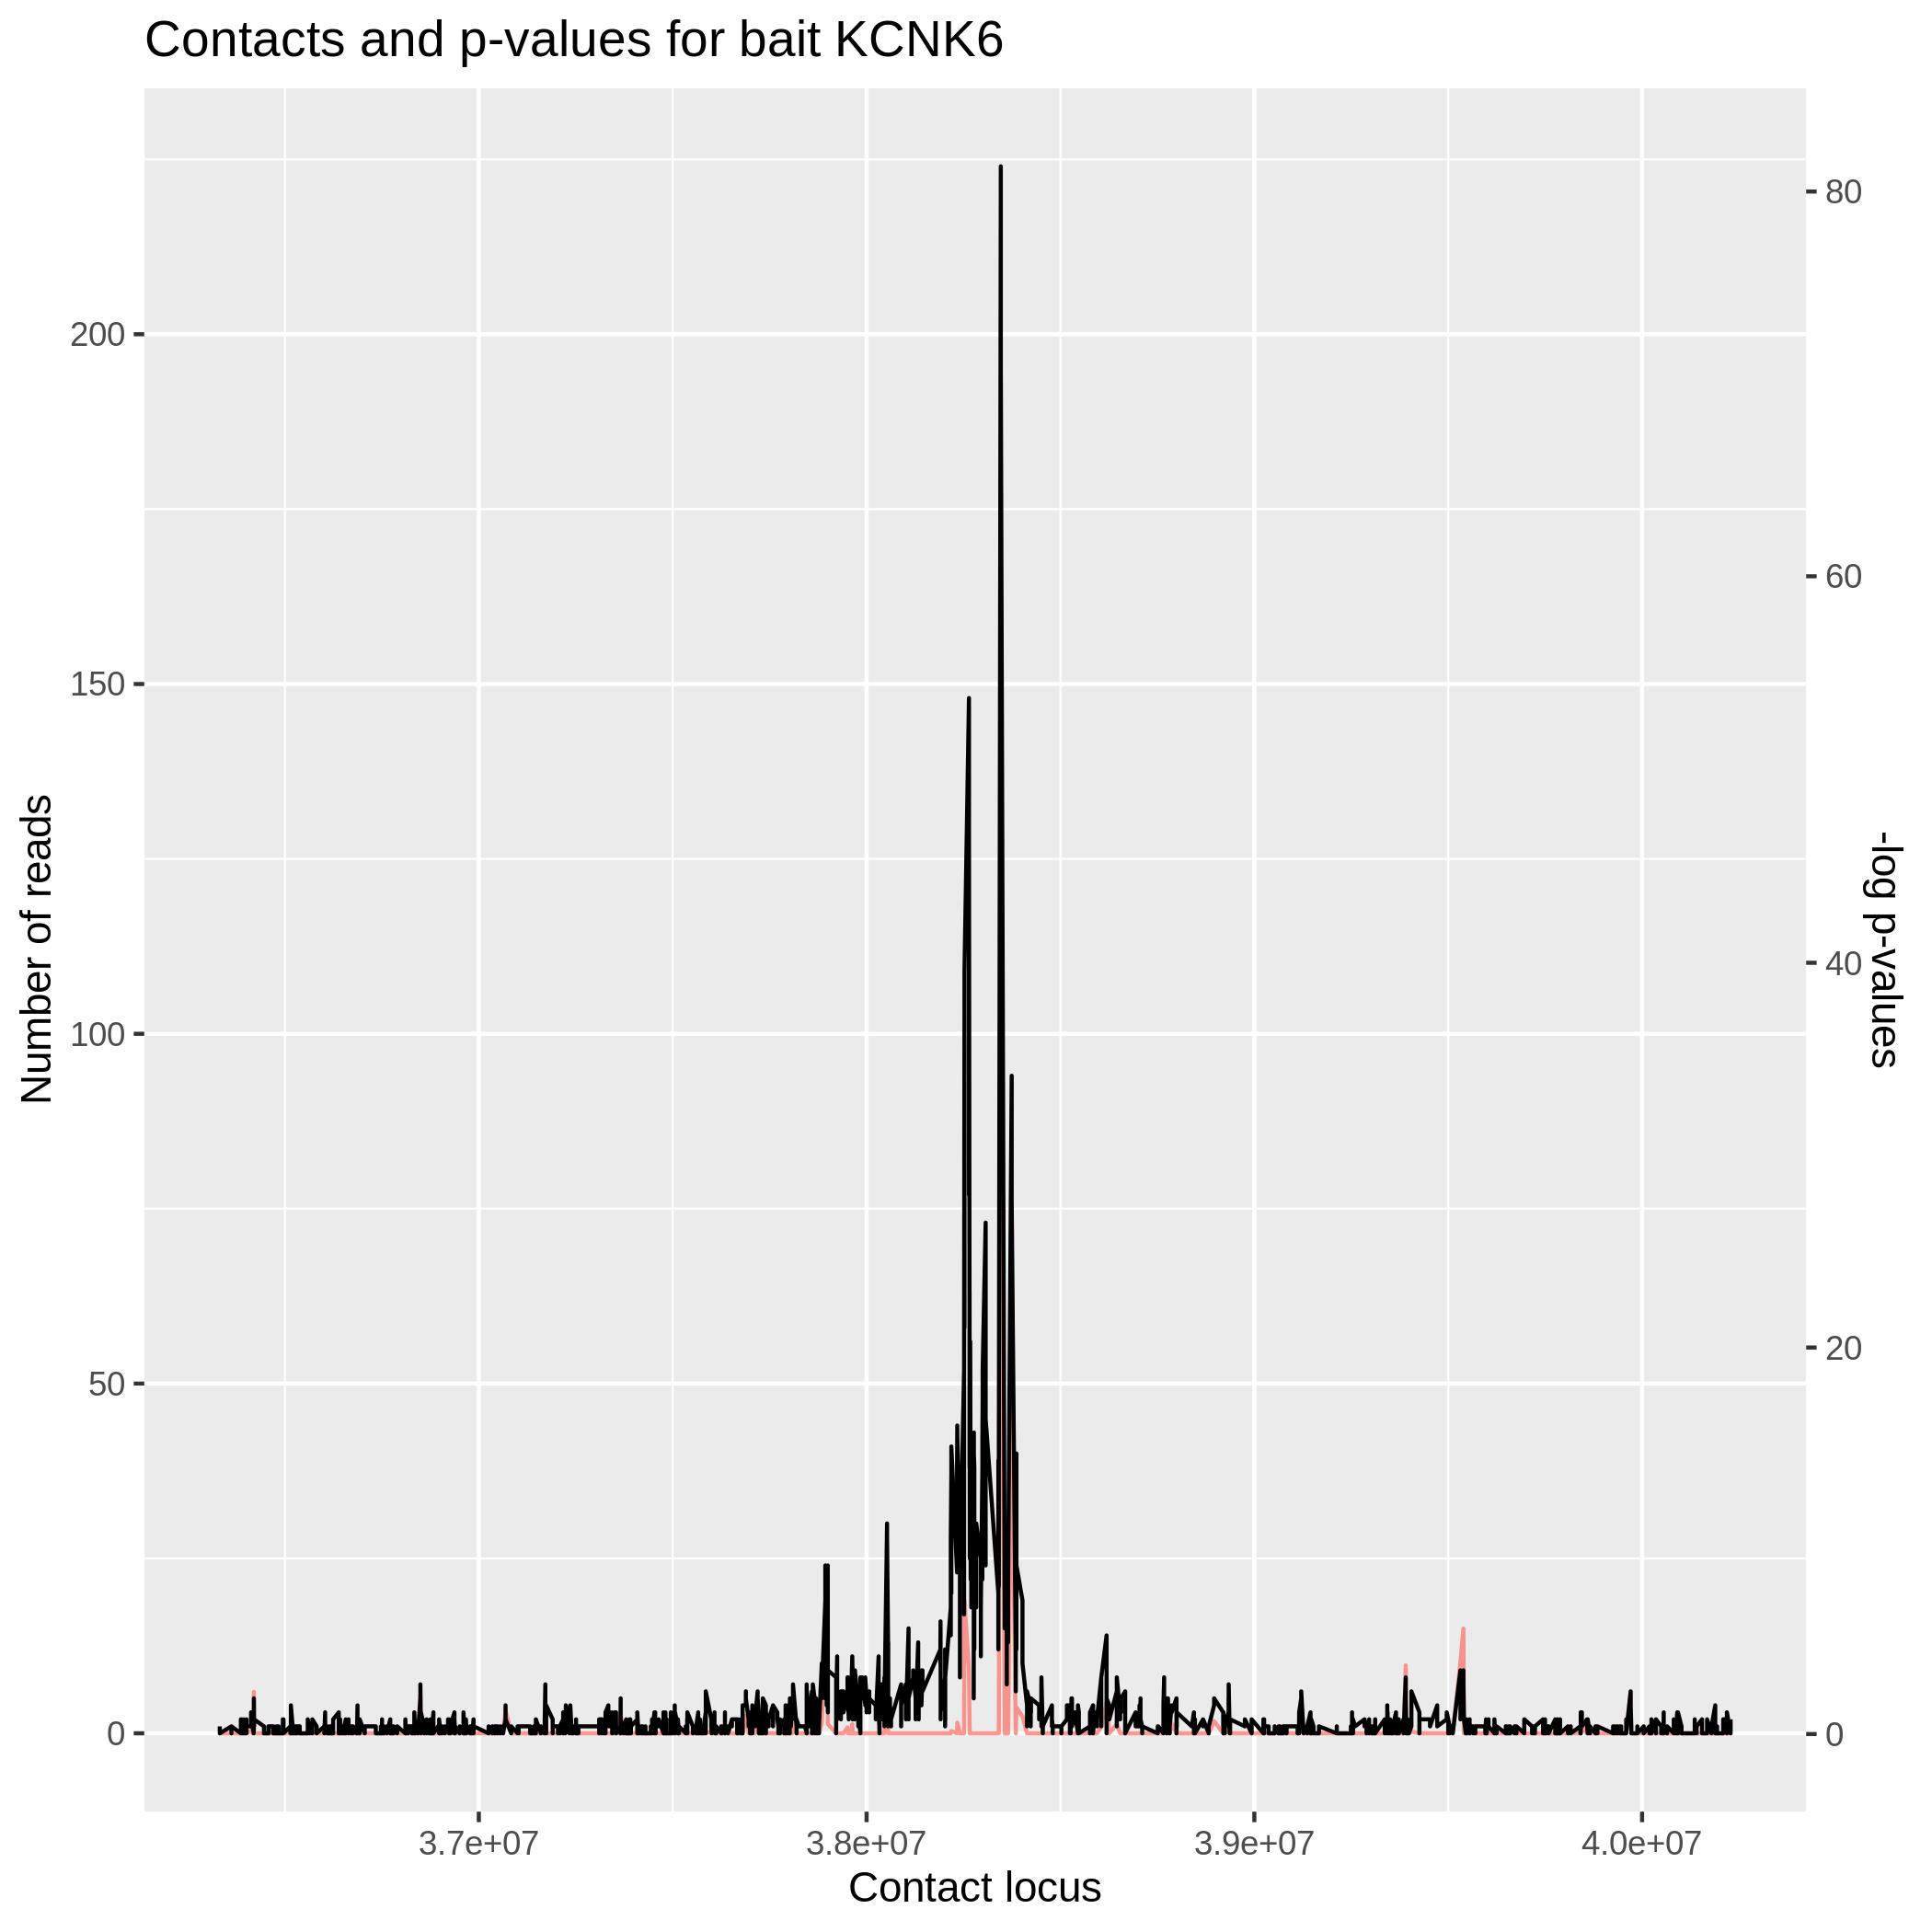 Contacts and p-values for bait KCNK6
Number of reads
200
150
100
50
0
80
60
40
20
0
-log p-values
3.7e+07
3.8e+07
3.9e+07
4.0e+07
Contact locus